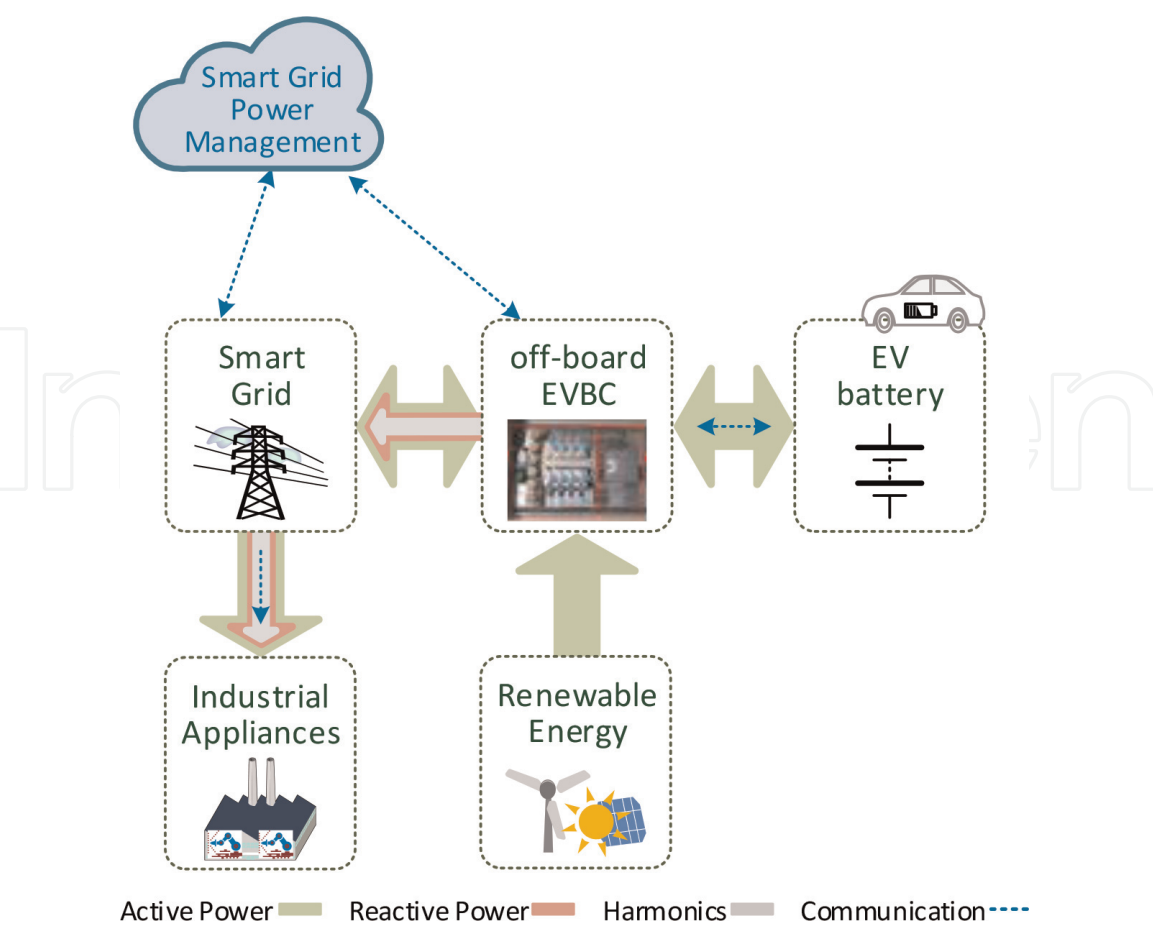 Smart Grid
Power
Management
Smart
Grid
off-board
EVBC
EV
battery
Industrial
Appliances
Renewable
Energy
Active Power
Reactive Power
Harmonics
Communication